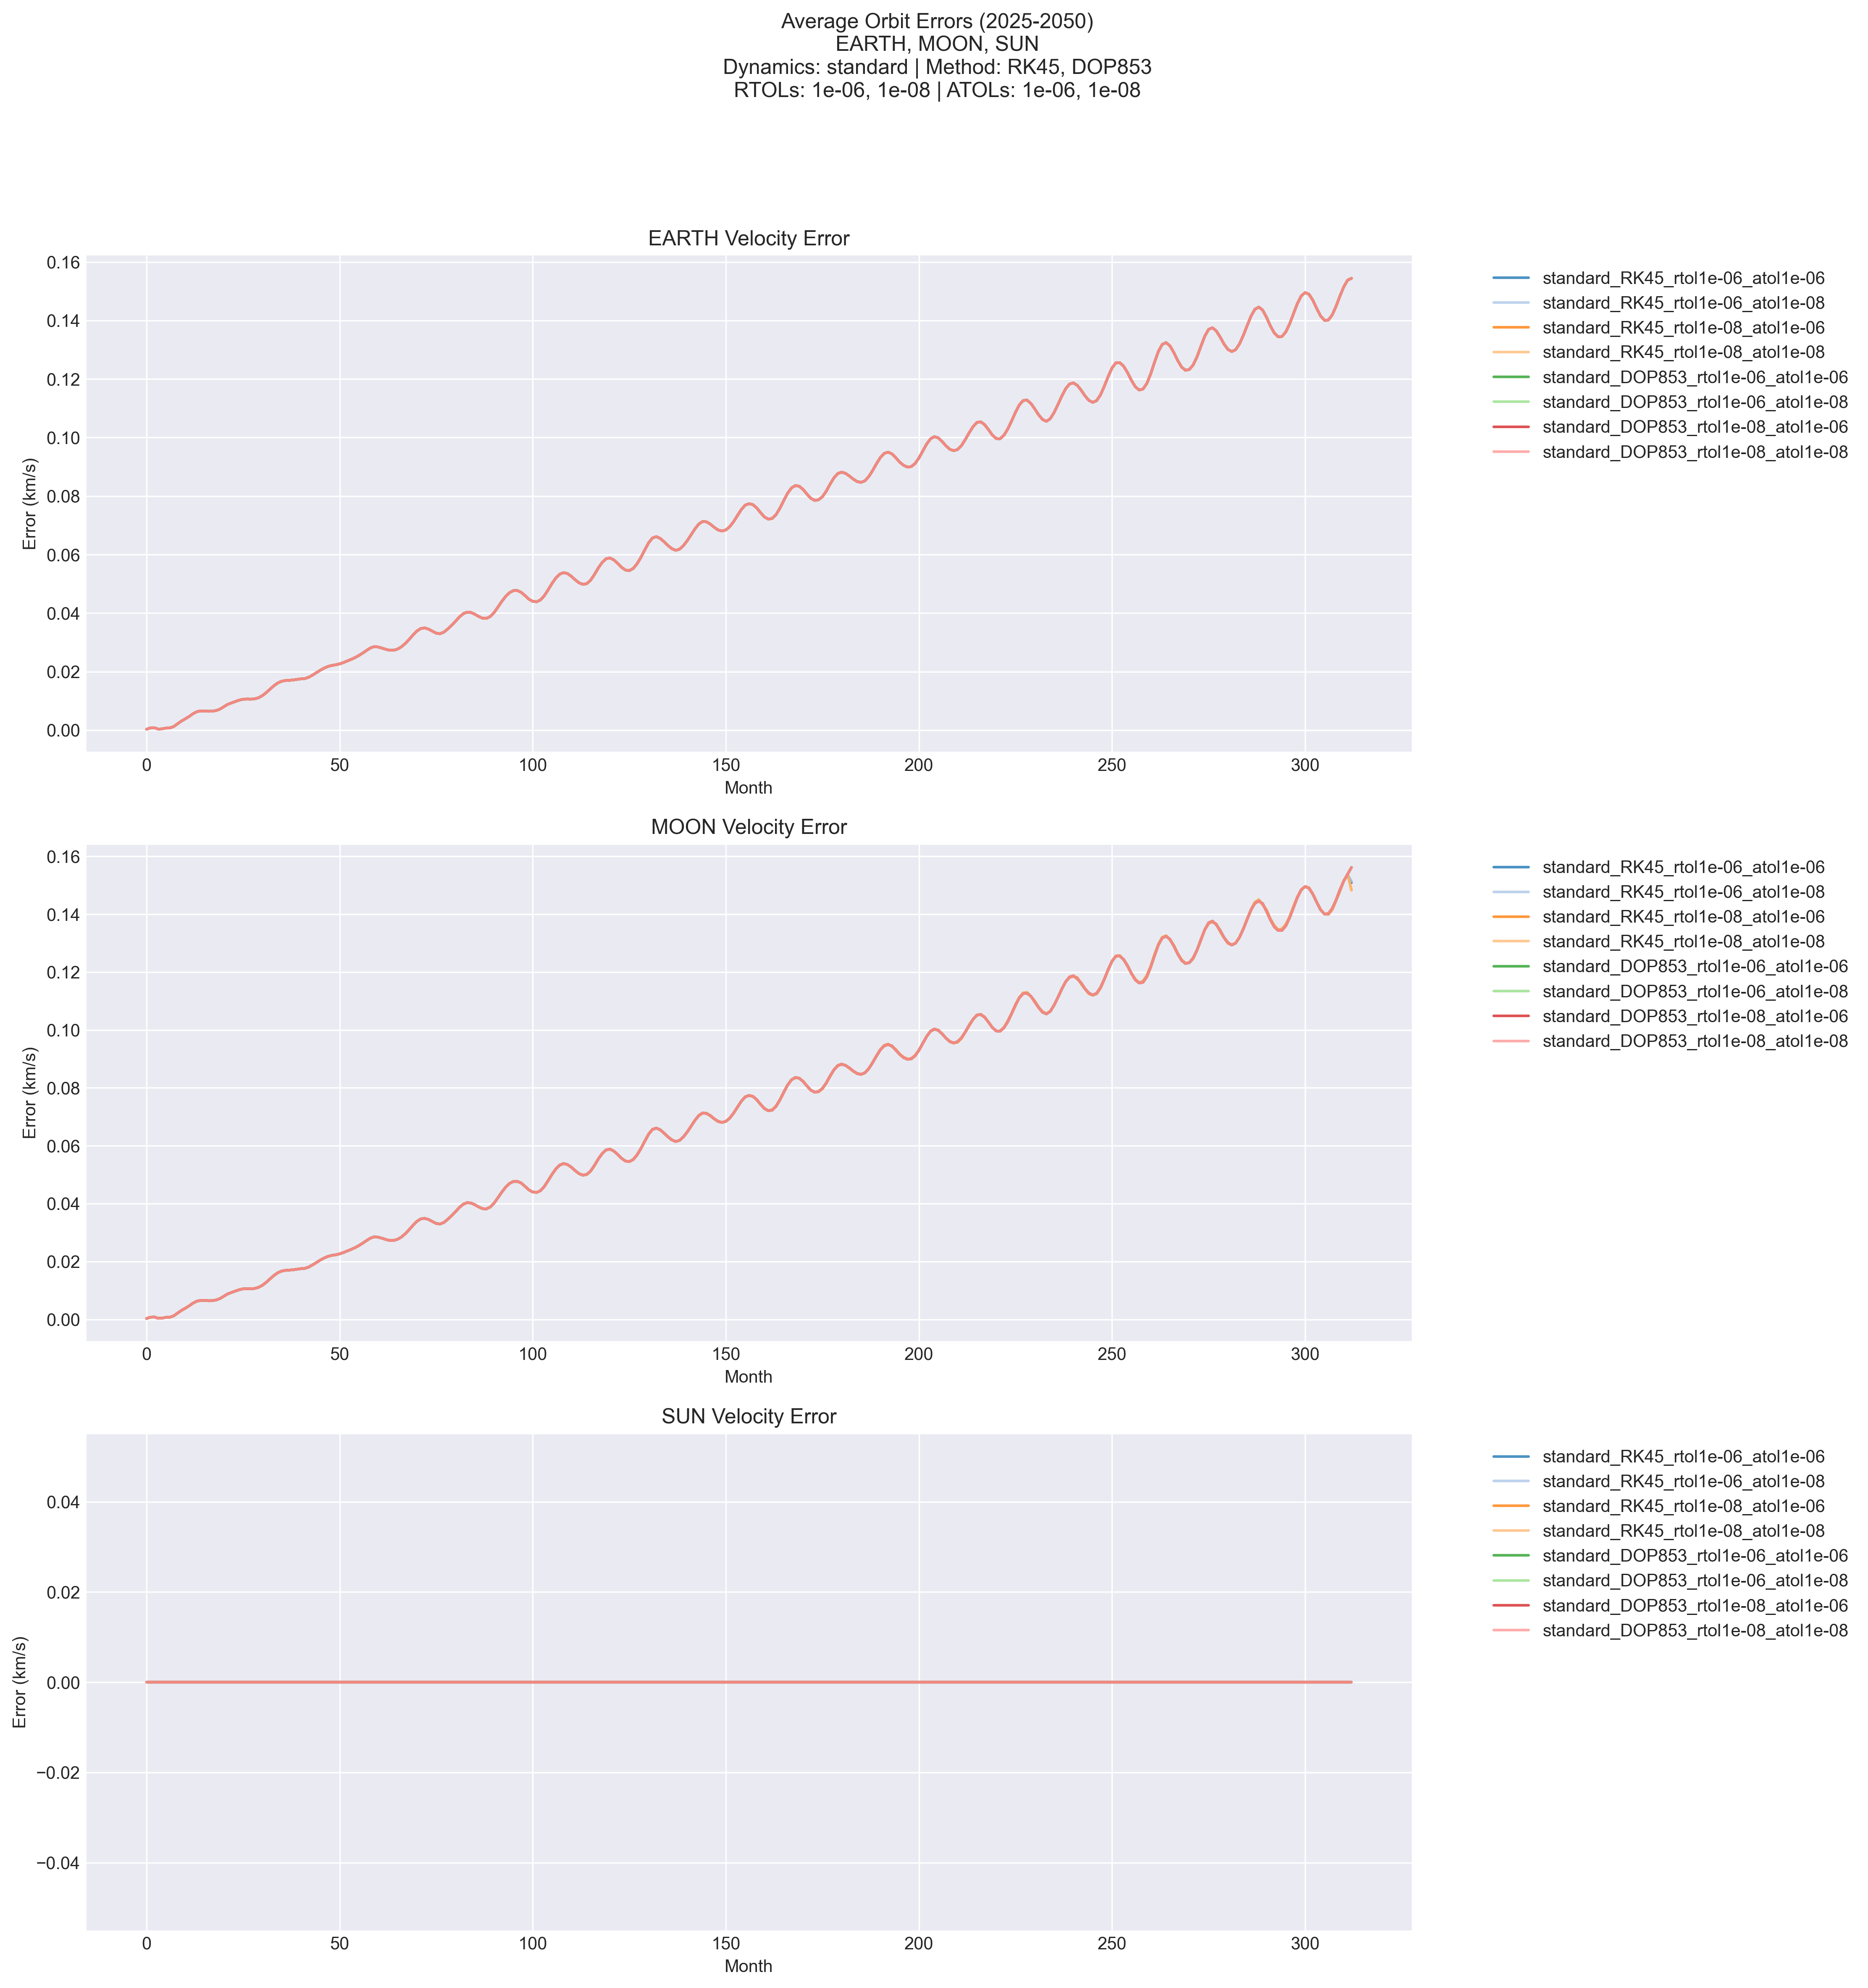 Average Orbit Errors (2025-2050)
EARTH, MOON, SUN
Dynamics: standard | Method: RK45, DOP853
RTOLs: 1e-06, 1e-08 | ATOLs: 1e-06, 1e-08
EARTH Velocity Error
0.16
0.14
0.12
0.10
0.08
0.06
0.04
0.02
0.00
Error (km/s)
0 50 100 150 200 250 300
Month
standard_RK45_rtol1e-06_atol1e-06
standard_RK45_rtol1e-06_atol1e-08
standard_RK45_rtol1e-08_atol1e-06
standard_RK45_rtol1e-08_atol1e-08
standard_DOP853_rtol1e-06_atol1e-06
standard_DOP853_rtol1e-06_atol1e-08
standard_DOP853_rtol1e-08_atol1e-06
standard_DOP853_rtol1e-08_atol1e-08
MOON Velocity Error
0.16
0.14
0.12
0.10
0.08
0.06
0.04
0.02
0.00
Error (km/s)
0 50 100 150 200 250 300
Month
standard_RK45_rtol1e-06_atol1e-06
standard_RK45_rtol1e-06_atol1e-08
standard_RK45_rtol1e-08_atol1e-06
standard_RK45_rtol1e-08_atol1e-08
standard_DOP853_rtol1e-06_atol1e-06
standard_DOP853_rtol1e-06_atol1e-08
standard_DOP853_rtol1e-08_atol1e-06
standard_DOP853_rtol1e-08_atol1e-08
SUN Velocity Error
0.04
0.02
0.00
−0.02
−0.04
Error (km/s)
0 50 100 150 200 250 300
Month
standard_RK45_rtol1e-06_atol1e-06
standard_RK45_rtol1e-06_atol1e-08
standard_RK45_rtol1e-08_atol1e-06
standard_RK45_rtol1e-08_atol1e-08
standard_DOP853_rtol1e-06_atol1e-06
standard_DOP853_rtol1e-06_atol1e-08
standard_DOP853_rtol1e-08_atol1e-06
standard_DOP853_rtol1e-08_atol1e-08